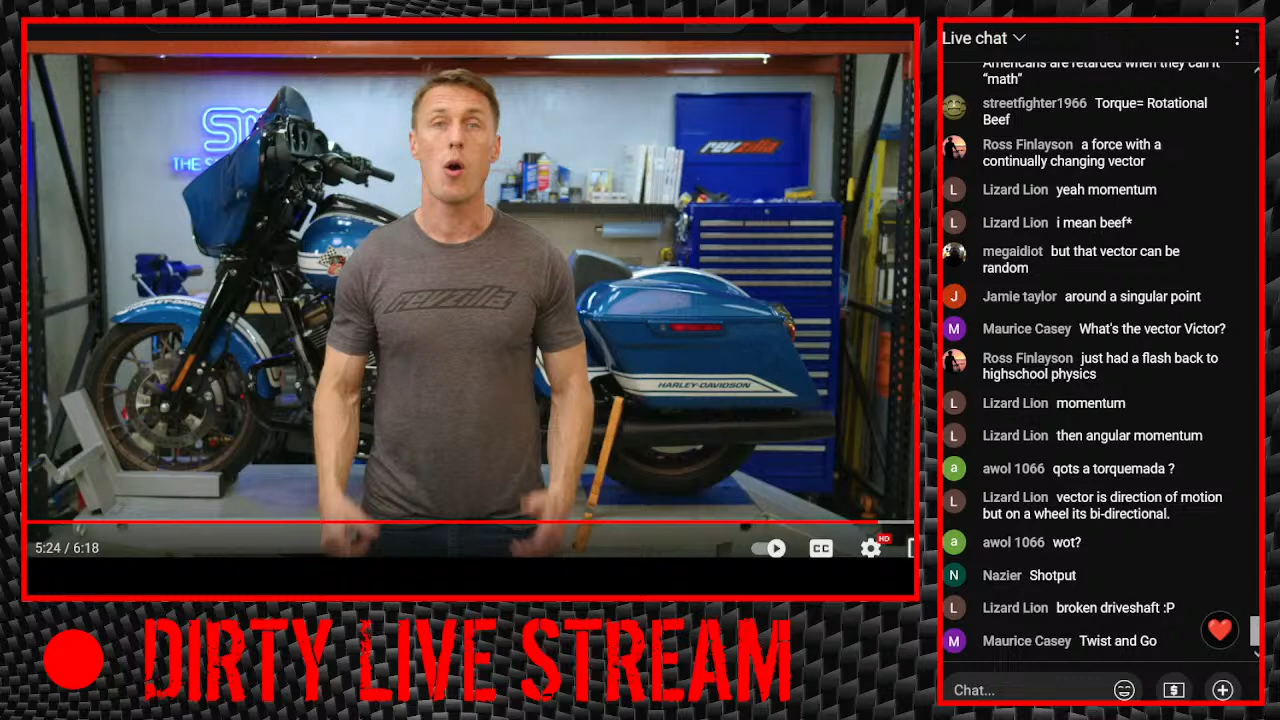 THE S
revzilla
revzilla
HARLEY-DAVIDSON
5:24 / 6:18
CC
HD
DIRTY LIVE STREAM
Live chat
Americans are retarded when they call it
“math”
streetfighter1966 Torque= Rotational
Beef
Ross Finlayson a force with a
continually changing vector
L
Lizard Lion yeah momentum
L
Lizard Lion i mean beef*
megaidiot but that vector can be
random
J
Jamie taylor around a singular point
M
Maurice Casey What's the vector Victor?
Ross Finlayson just had a flash back to
highschool physics
L
Lizard Lion momentum
L
Lizard Lion then angular momentum
a
awol 1066 qots a torquemada ?
L
Lizard Lion vector is direction of motion
but on a wheel its bi-directional.
a
awol 1066 wot?
N
Nazier Shotput
L
Lizard Lion broken driveshaft :P
M
Maurice Casey Twist and Go
Chat...
$